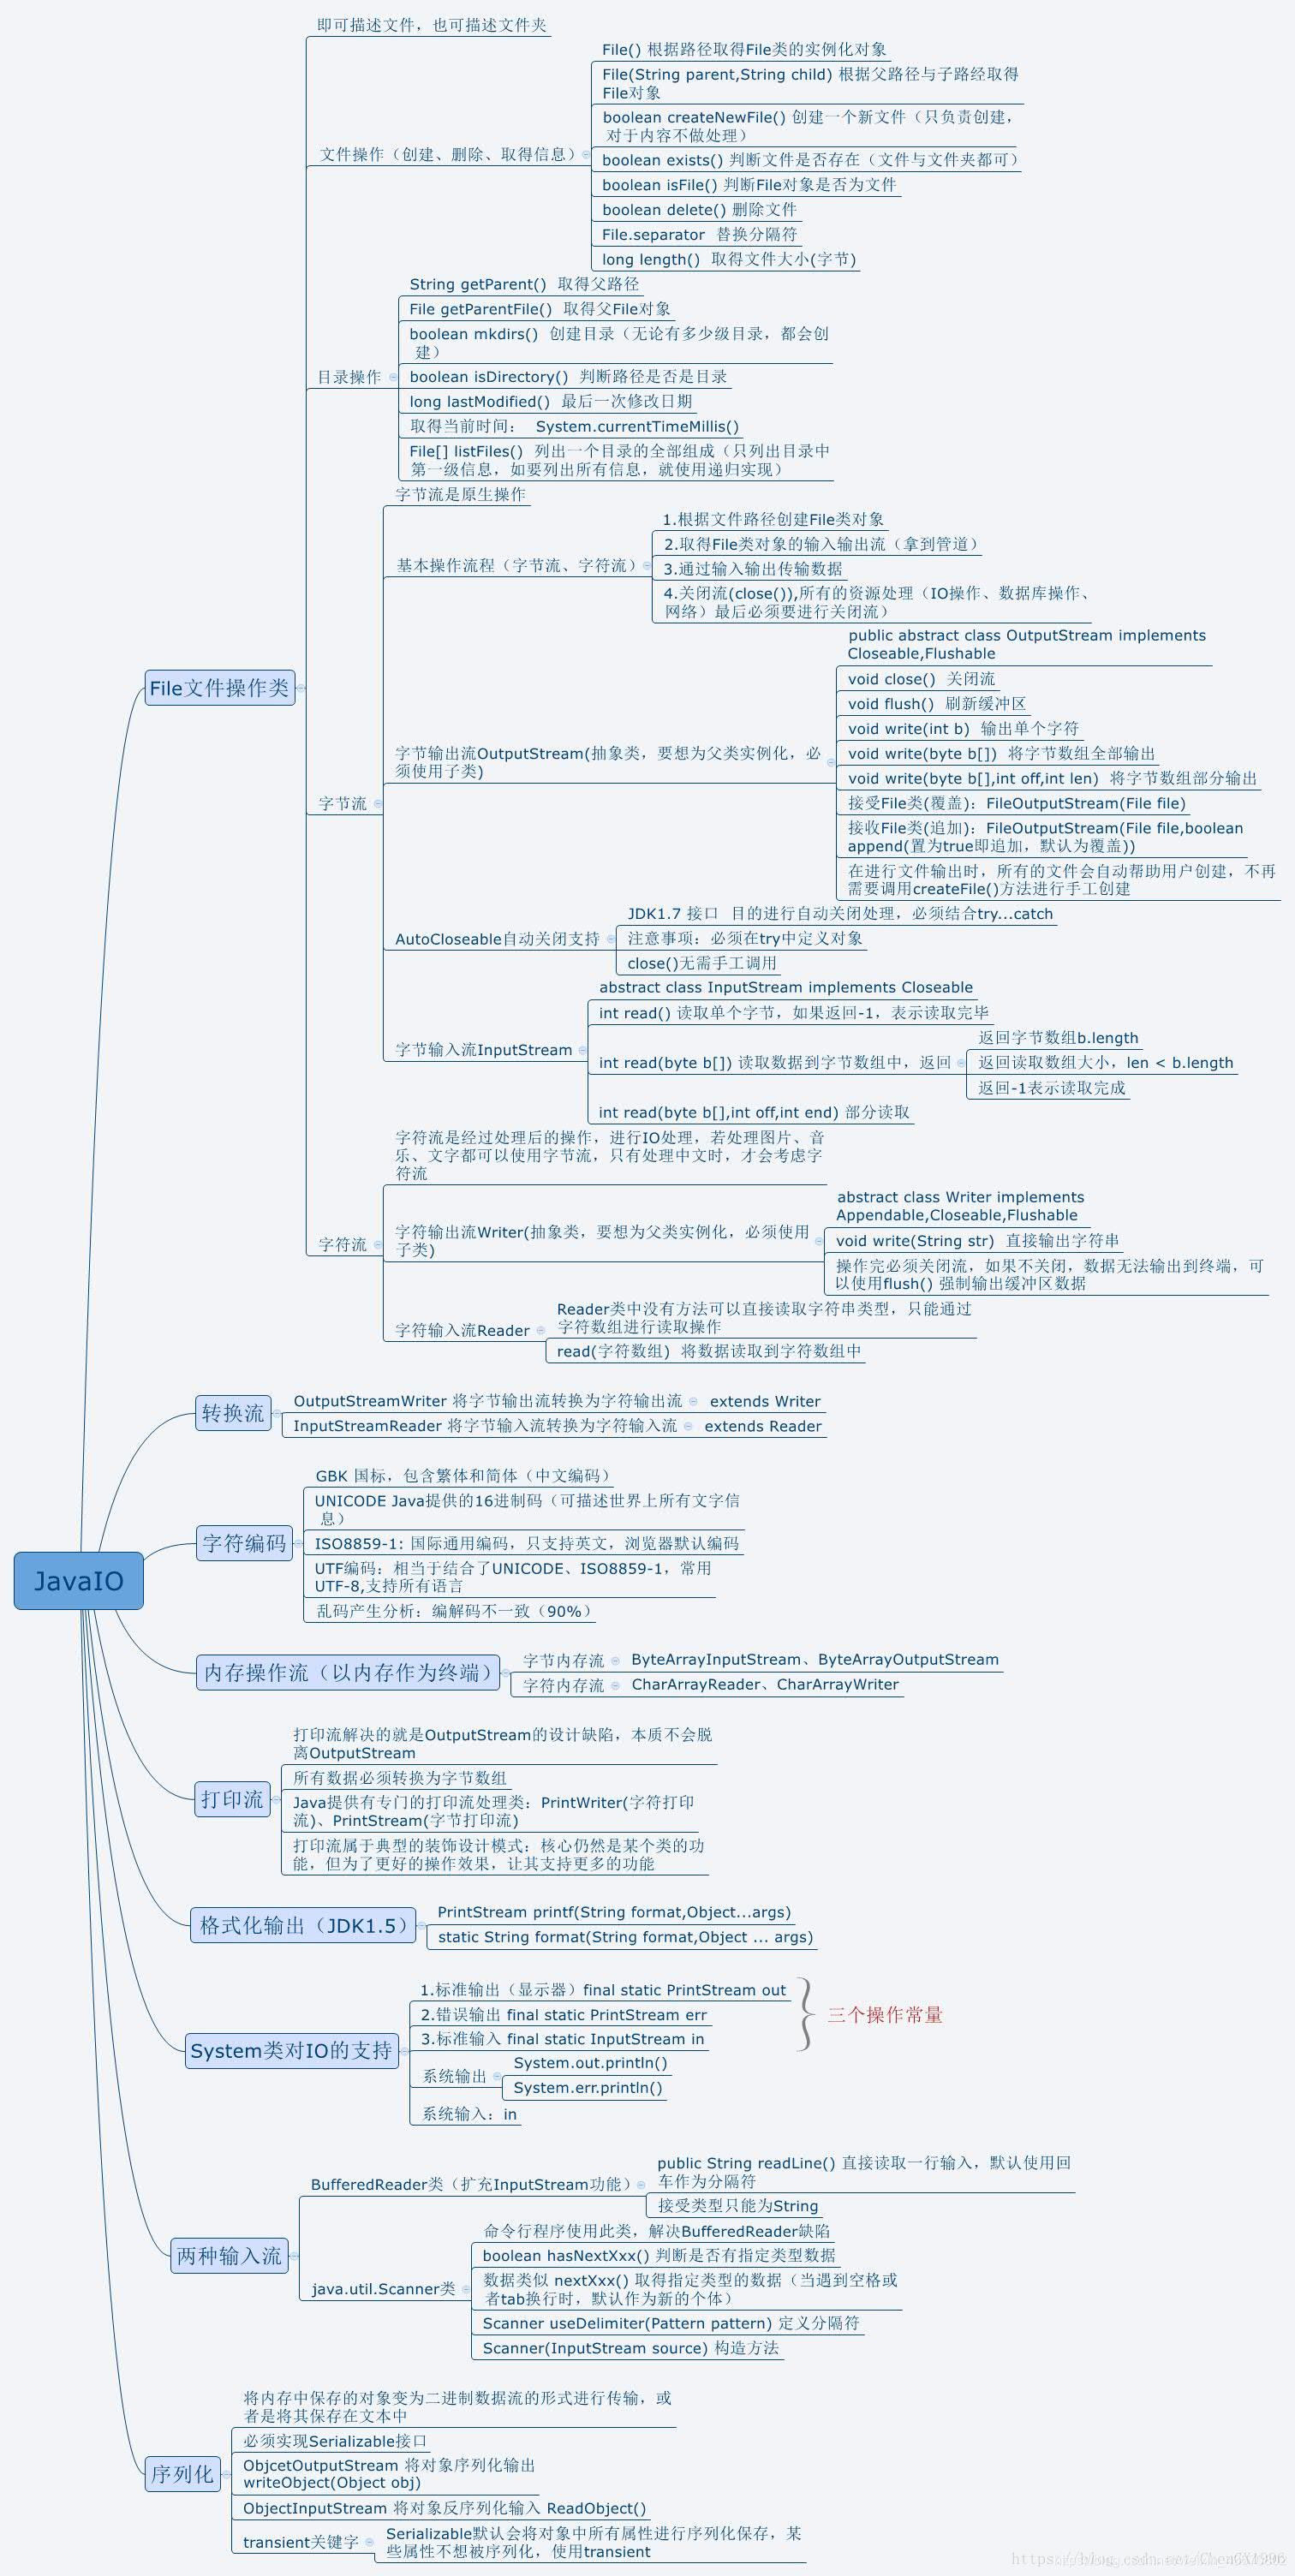 即可描述文件，也可描述文件夹
File() 根据路径取得File类的实例化对象
File(String parent,String child) 根据父路径与子路经取得
File对象
boolean createNewFile() 创建一个新文件（只负责创建，
对于内容不做处理）
文件操作（创建、删除、取得信息）
boolean exists() 判断文件是否存在（文件与文件夹都可）
boolean isFile() 判断File对象是否为文件
boolean delete() 删除文件
File.separator 替换分隔符
long length() 取得文件大小(字节)
String getParent() 取得父路径
File getParentFile() 取得父File对象
boolean mkdirs() 创建目录（无论有多少级目录，都会创
建）
目录操作
boolean isDirectory() 判断路径是否是目录
long lastModified() 最后一次修改日期
取得当前时间： System.currentTimeMillis()
File[] listFiles() 列出一个目录的全部组成（只列出目录中
第一级信息，如要列出所有信息，就使用递归实现）
字节流是原生操作
1.根据文件路径创建File类对象
2.取得File类对象的输入输出流（拿到管道）
基本操作流程（字节流、字符流）
3.通过输入输出传输数据
4.关闭流(close()),所有的资源处理（IO操作、数据库操作、
网络）最后必须要进行关闭流）
File文件操作类
public abstract class OutputStream implements
Closeable,Flushable
void close() 关闭流
void flush() 刷新缓冲区
void write(int b) 输出单个字符
字节输出流OutputStream(抽象类，要想为父类实例化，必
须使用子类)
void write(byte b[]) 将字节数组全部输出
void write(byte b[],int off,int len) 将字节数组部分输出
字节流
接受File类(覆盖)：FileOutputStream(File file)
接收File类(追加)：FileOutputStream(File file,boolean
append(置为true即追加，默认为覆盖))
在进行文件输出时，所有的文件会自动帮助用户创建，不再
需要调用createFile()方法进行手工创建
JDK1.7 接口 目的进行自动关闭处理，必须结合try...catch
AutoCloseable自动关闭支持
注意事项：必须在try中定义对象
close()无需手工调用
abstract class InputStream implements Closeable
int read() 读取单个字节，如果返回-1，表示读取完毕
字节输入流InputStream
int read(byte b[]) 读取数据到字节数组中，返回
返回字节数组b.length
返回读取数组大小，len < b.length
返回-1表示读取完成
int read(byte b[],int off,int end) 部分读取
字符流是经过处理后的操作，进行IO处理，若处理图片、音
乐、文字都可以使用字节流，只有处理中文时，才会考虑字
符流
字符流
字符输出流Writer(抽象类，要想为父类实例化，必须使用
子类)
abstract class Writer implements
Appendable,Closeable,Flushable
void write(String str) 直接输出字符串
操作完必须关闭流，如果不关闭，数据无法输出到终端，可
以使用flush() 强制输出缓冲区数据
字符输入流Reader
Reader类中没有方法可以直接读取字符串类型，只能通过
字符数组进行读取操作
read(字符数组) 将数据读取到字符数组中
转换流
OutputStreamWriter 将字节输出流转换为字符输出流 extends Writer
InputStreamReader 将字节输入流转换为字符输入流 extends Reader
GBK 国标，包含繁体和简体（中文编码）
UNICODE Java提供的16进制码（可描述世界上所有文字信
息）
字符编码
ISO8859-1: 国际通用编码，只支持英文，浏览器默认编码
UTF编码：相当于结合了UNICODE、ISO8859-1，常用
UTF-8,支持所有语言
乱码产生分析：编解码不一致（90%）
JavaIO
内存操作流（以内存作为终端）
字节内存流 ByteArrayInputStream、ByteArrayOutputStream
字符内存流 CharArrayReader、CharArrayWriter
打印流解决的就是OutputStream的设计缺陷，本质不会脱
离OutputStream
所有数据必须转换为字节数组
打印流
Java提供有专门的打印流处理类：PrintWriter(字符打印
流)、PrintStream(字节打印流)
打印流属于典型的装饰设计模式：核心仍然是某个类的功
能，但为了更好的操作效果，让其支持更多的功能
格式化输出（JDK1.5）
PrintStream printf(String format,Object...args)
static String format(String format,Object ... args)
1.标准输出（显示器）final static PrintStream out
2.错误输出 final static PrintStream err
三个操作常量
3.标准输入 final static InputStream in
System类对IO的支持
系统输出
System.out.println()
System.err.println()
系统输入：in
BufferedReader类（扩充InputStream功能）
public String readLine() 直接读取一行输入，默认使用回
车作为分隔符
接受类型只能为String
两种输入流
命令行程序使用此类，解决BufferedReader缺陷
boolean hasNextXxx() 判断是否有指定类型数据
java.util.Scanner类
数据类似 nextXxx() 取得指定类型的数据（当遇到空格或
者tab换行时，默认作为新的个体）
Scanner useDelimiter(Pattern pattern) 定义分隔符
Scanner(InputStream source) 构造方法
将内存中保存的对象变为二进制数据流的形式进行传输，或
者是将其保存在文本中
必须实现Serializable接口
序列化
ObjcetOutputStream 将对象序列化输出
writeObject(Object obj)
ObjectInputStream 将对象反序列化输入 ReadObject()
transient关键字
Serializable默认会将对象中所有属性进行序列化保存，某
些属性不想被序列化，使用transient